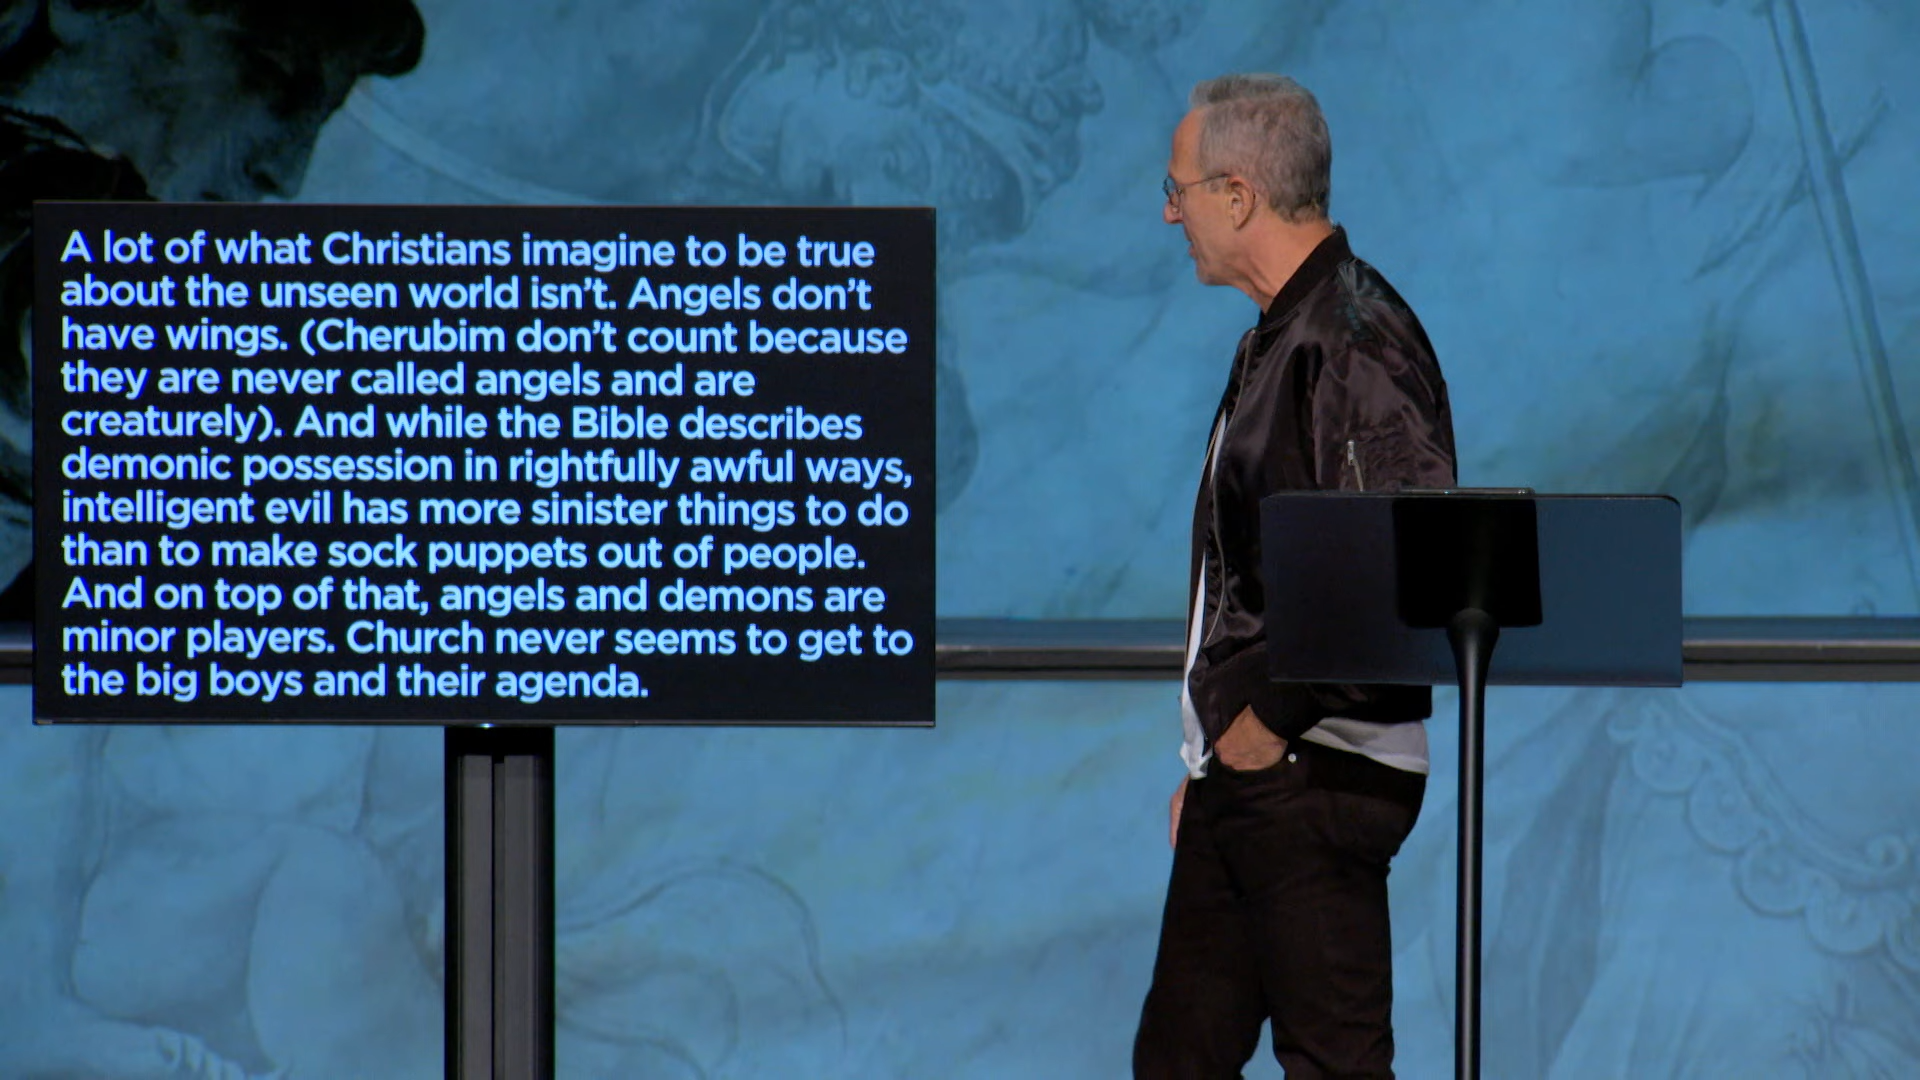 A lot of what Christians imagine to be true
about the unseen world isn’t. Angels don’t
have wings. (Cherubim don’t count because
they are never called angels and are
creaturely). And while the Bible describes
demonic possession in rightfully awful ways,
intelligent evil has more sinister things to do
than to make sock puppets out of people.
And on top of that, angels and demons are
minor players. Church never seems to get to
the big boys and their agenda.